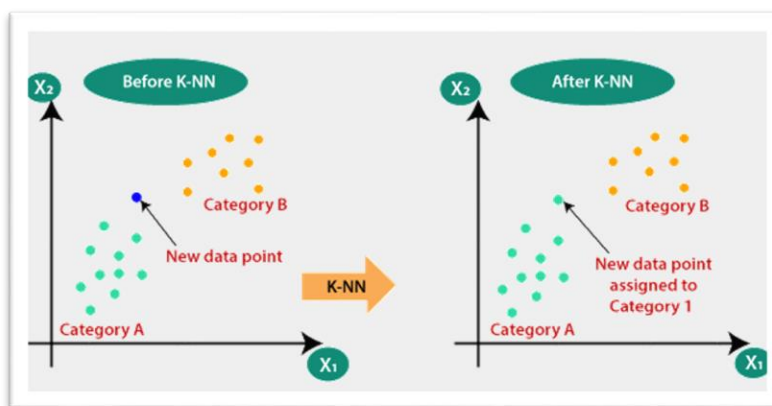 Before K-NN
X₂
Category B
New data point
Category A
X₁
K-NN
After K-NN
X₂
Category B
New data point
assigned to
Category 1
Category A
X₁